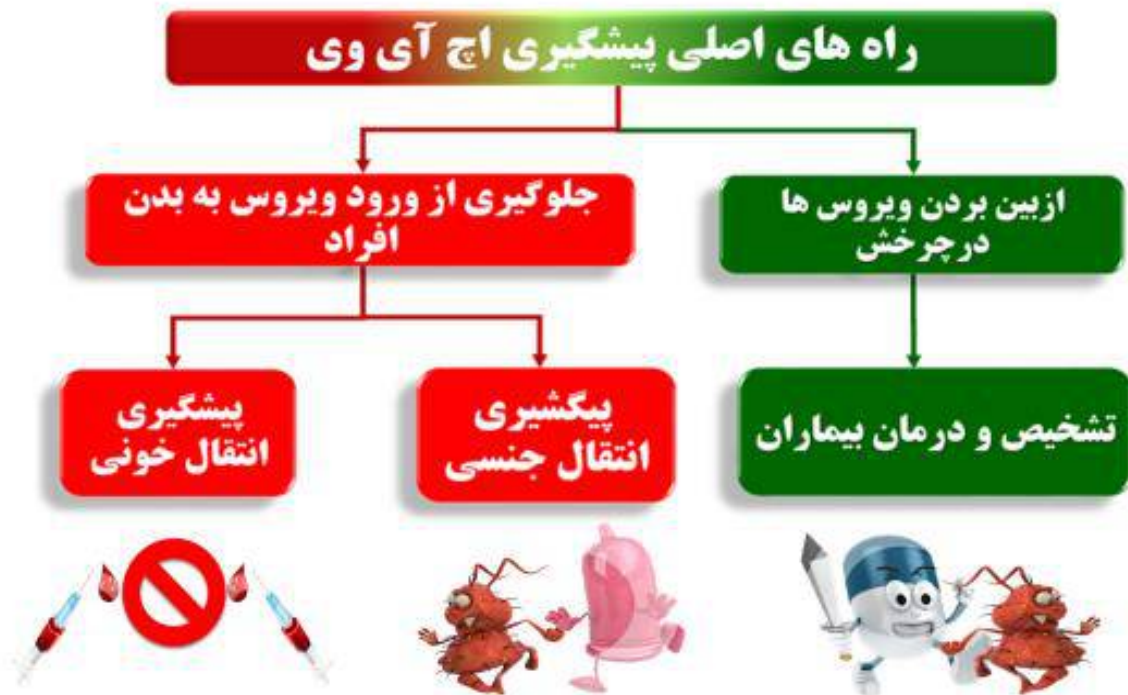 راه های اصلی پیشگیری اچ آی وی
ازبین بردن ویروس ها
درچرخش
جلوگیری از ورود ویروس به بدن
افراد
تشخیص و درمان بیماران
پیگشیری
انتقال جنسی
پیشگیری
انتقال خونی